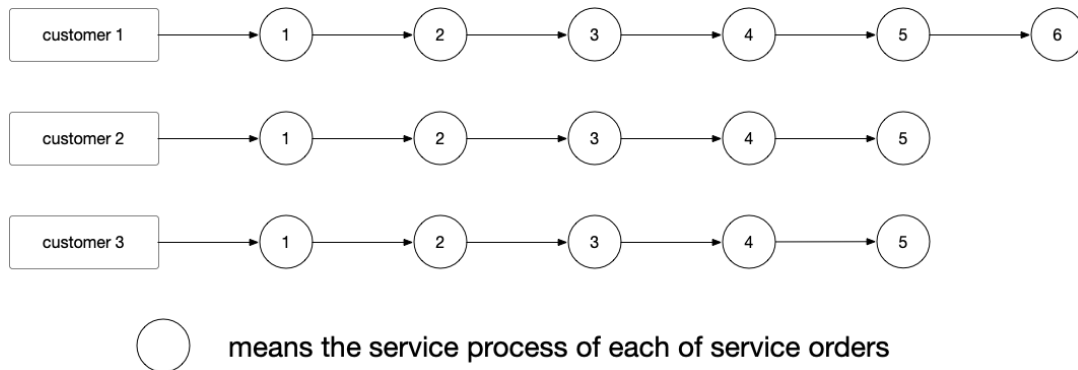 customer 1 1 2 3 4 5 6
customer 2 1 2 3 4 5
customer 3 1 2 3 4 5
means the service process of each of service orders